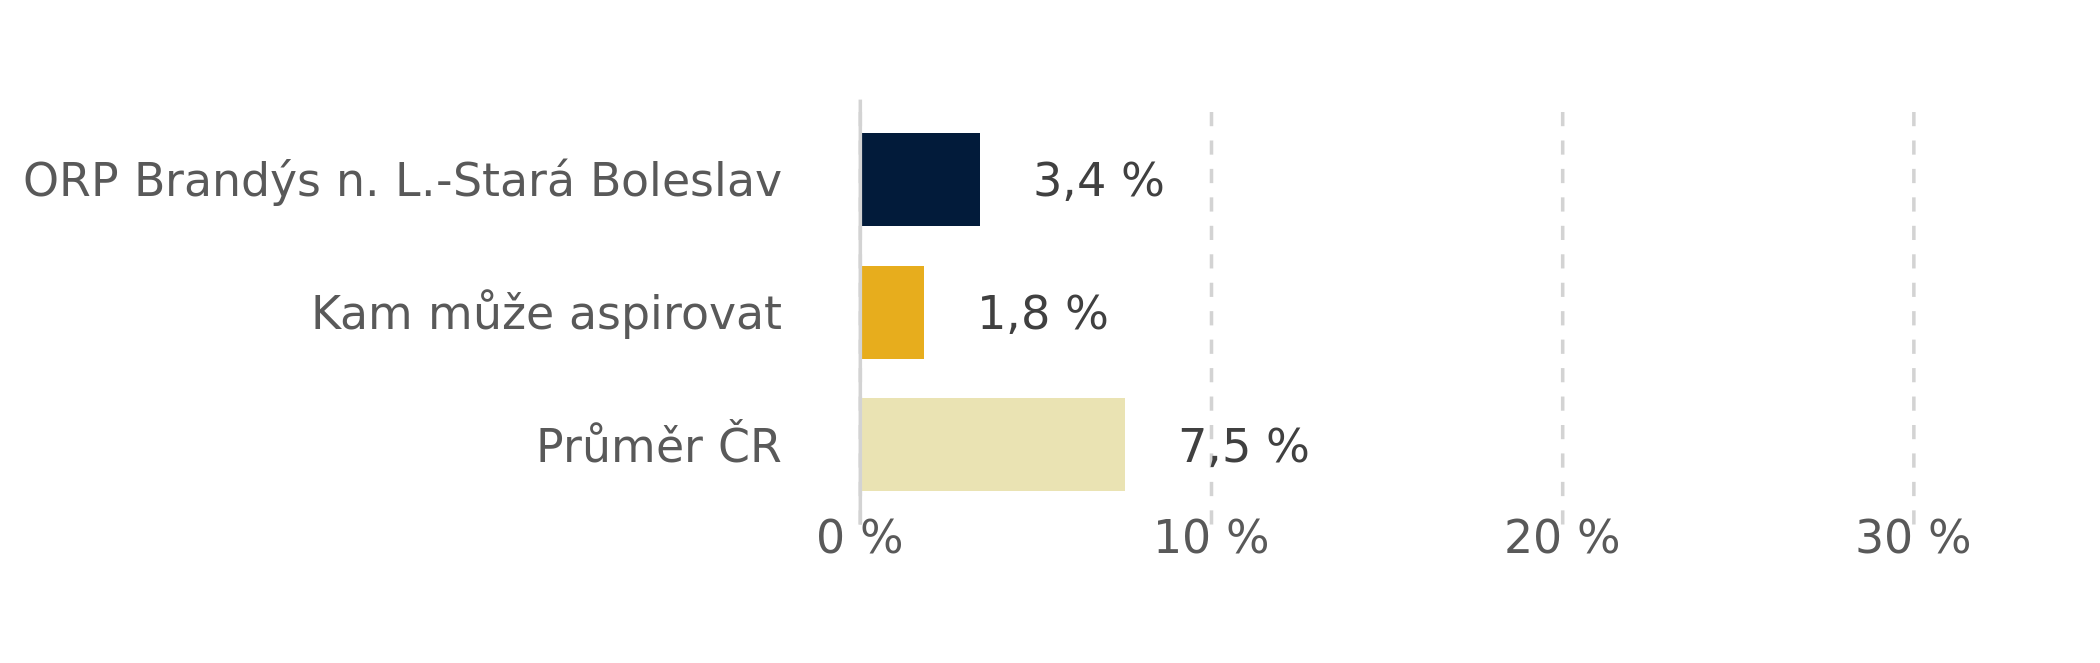 ORP Brandýs n. L.-Stará Boleslav 3,4 %
Kam může aspirovat 1,8 %
Průměr ČR 7,5 %
0 % 10 % 20 % 30 %